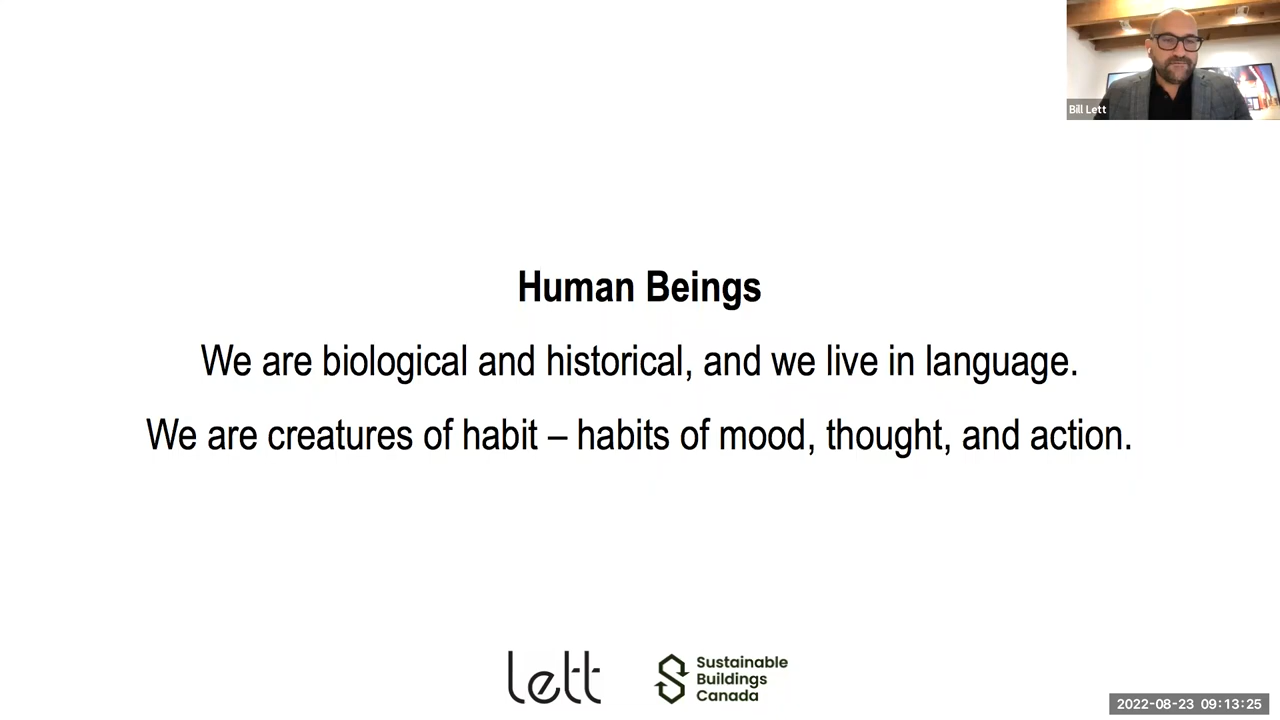 Bill Lett
Human Beings
We are biological and historical, and we live in language.
We are creatures of habit – habits of mood, thought, and action.
lett
Sustainable
Buildings
Canada
2022-08-23 09:13:25